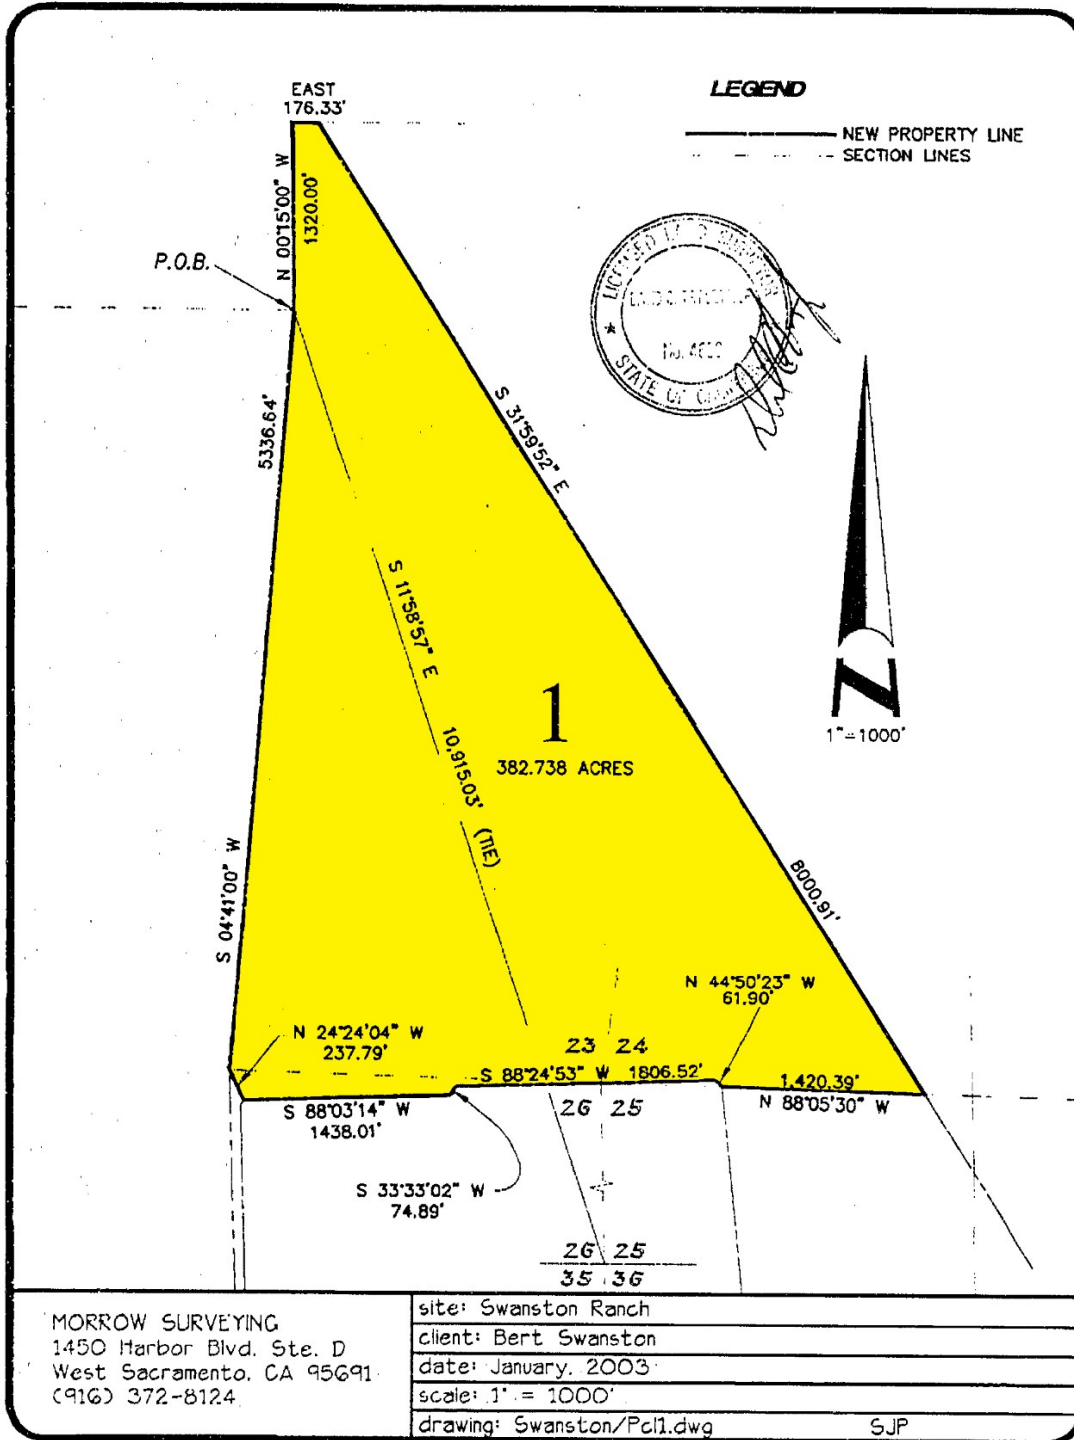 EAST
176.33'
LEGEND
NEW PROPERTY LINE
SECTION LINES
N 00°15'00" W
1320.00'
P.O.B.
LICENSED
STATE OF
5336.64'
S 31°59'52" E
S 11°58'57" E
10,915.03' (TIE)
1"=1000'
1
382.738 ACRES
S 04°41'00" W
8000.91'
N 44°50'23" W
61.90'
N 24°24'04" W
237.79'
23 24
S 88°24'53" W 1806.52'
1,420.39'
26 25
N 88°05'30" W
S 88°03'14" W
1438.01'
S 33°33'02" W
74.89'
26 25
35 36
MORROW SURVEYING
1450 Harbor Blvd. Ste. D
West Sacramento, CA 95691
(916) 372-8124
site: Swanston Ranch
client: Bert Swanston
date: January, 2003
scale: 1" = 1000'
drawing: Swanston/Pcl1.dwg SJP